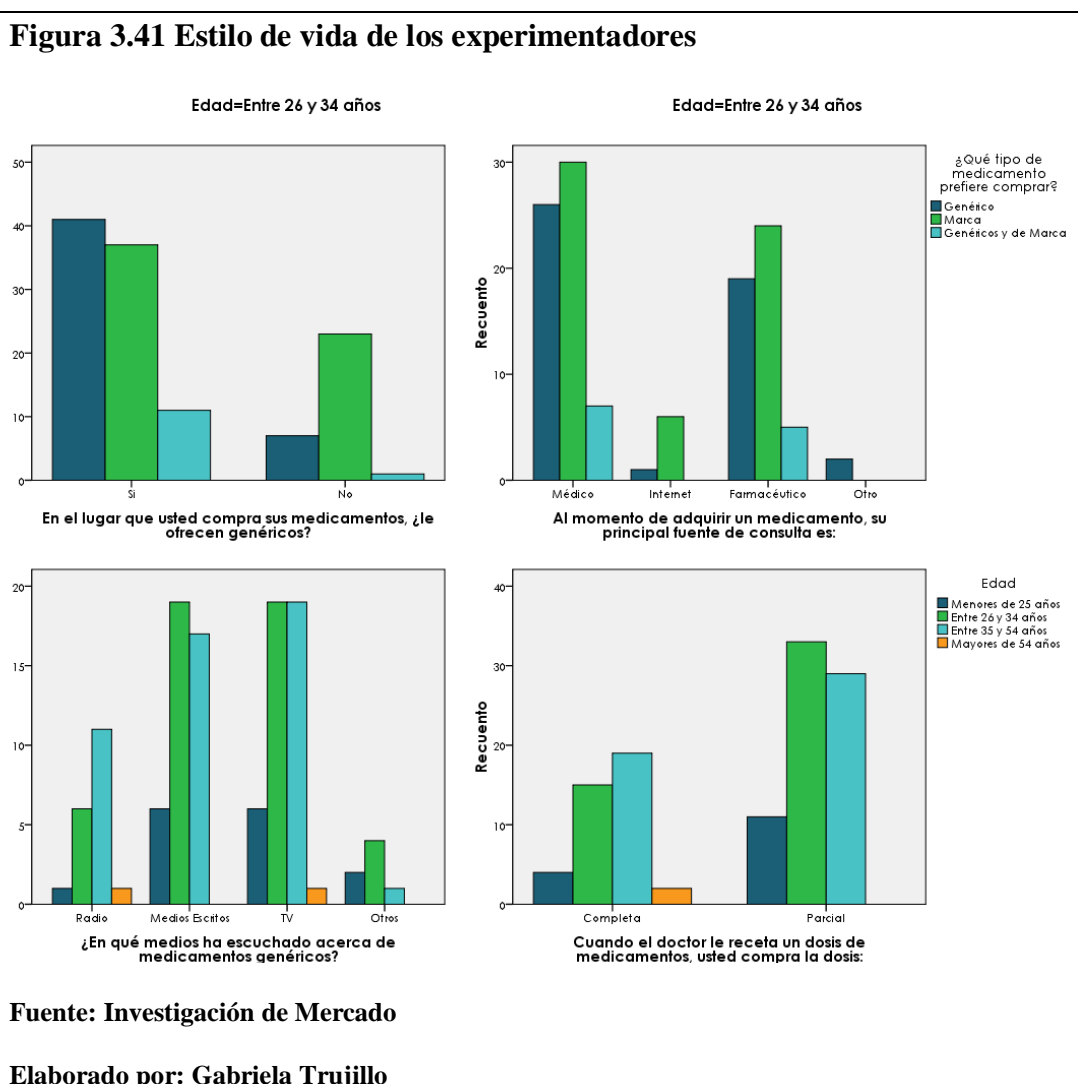 Figura 3.41 Estilo de vida de los experimentadores
Edad=Entre 26 y 34 años
50
40
30
20
10
0
Si
No
En el lugar que usted compra sus medicamentos, ¿le
ofrecen genéricos?
Edad=Entre 26 y 34 años
Recuento
30
20
10
0
Médico
Internet
Farmacéutico
Otro
Al momento de adquirir un medicamento, su
principal fuente de consulta es:
¿Qué tipo de
medicamento
prefiere comprar?
Genérico
Marca
Genéricos y de Marca
20
15
10
5
0
Radio
Medios Escritos
TV
Otros
¿En qué medios ha escuchado acerca de
medicamentos genéricos?
Recuento
40
30
20
10
0
Completa
Parcial
Cuando el doctor le receta un dosis de
medicamentos, usted compra la dosis:
Edad
Menores de 25 años
Entre 26 y 34 años
Entre 35 y 54 años
Mayores de 54 años
Fuente: Investigación de Mercado
Elaborado por: Gabriela Trujillo